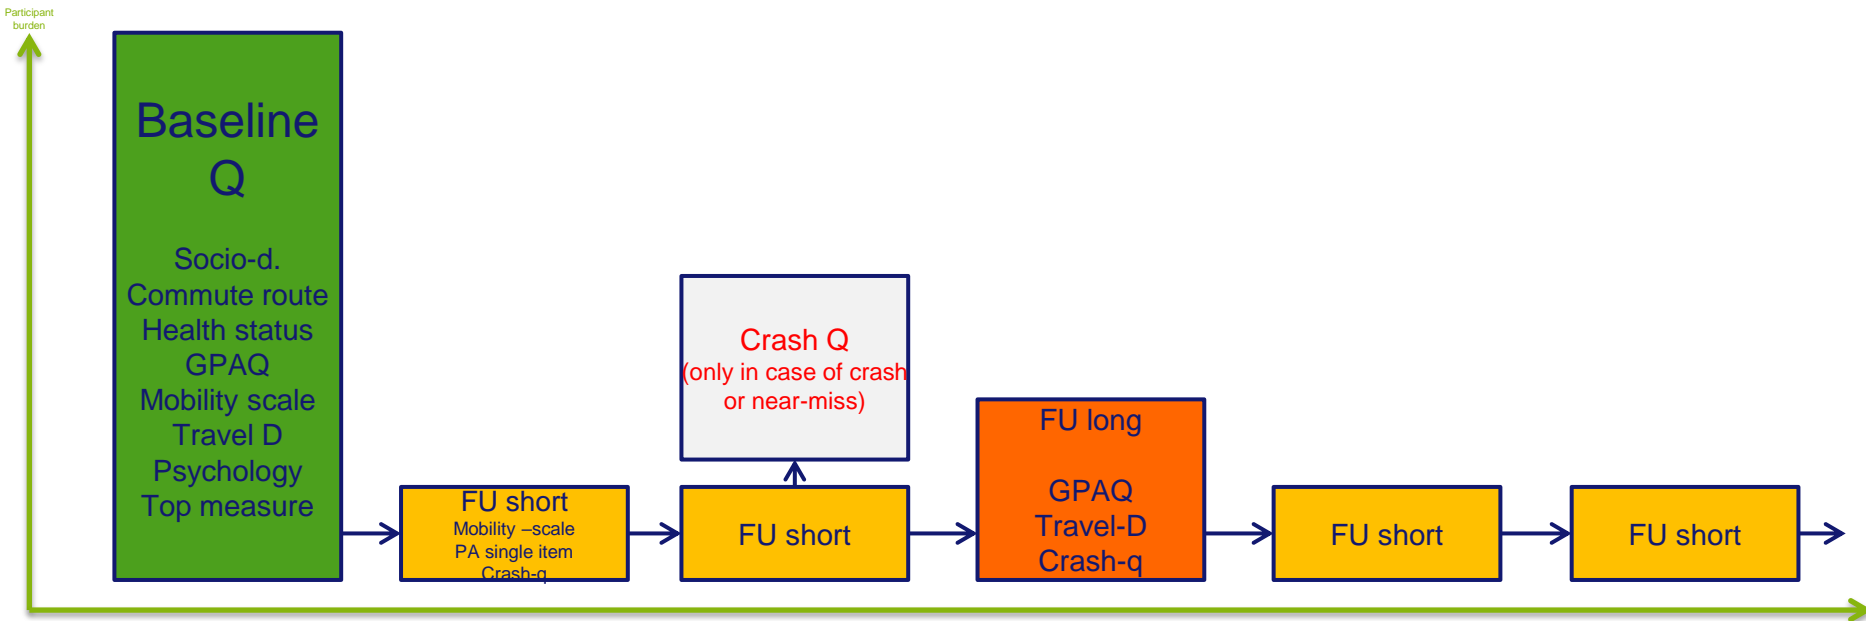 Participant
burden
Baseline
Q
Socio-d.
Commute route
Health status
GPAQ
Mobility scale
Travel D
Psychology
Top measure
FU short
Mobility –scale
PA single item
Crash-q
Crash Q
(only in case of crash
or near-miss)
FU short
FU long
GPAQ
Travel-D
Crash-q
FU short
FU short